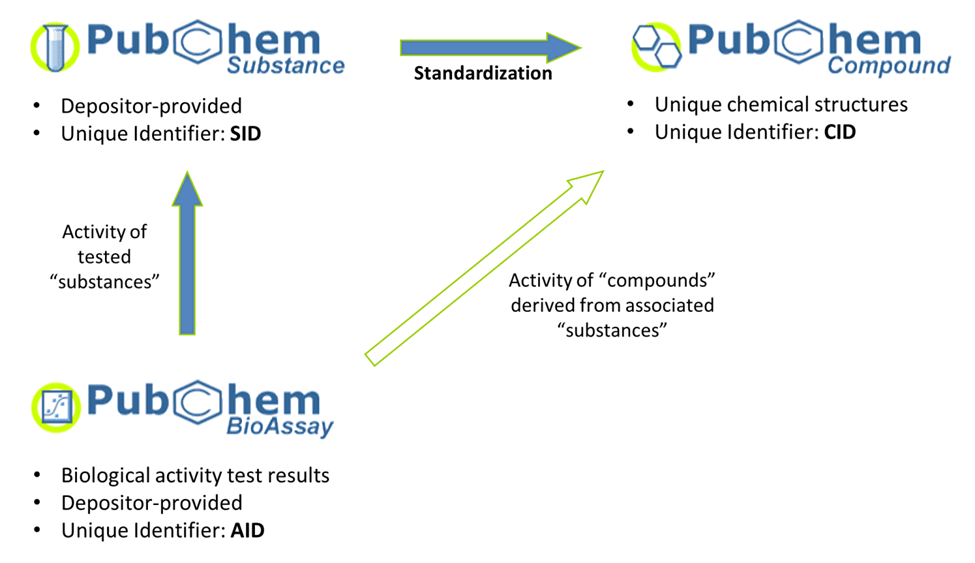 PubChem
Substance
• Depositor-provided
• Unique Identifier: SID
Standardization
PubChem
Compound
• Unique chemical structures
• Unique Identifier: CID
Activity of
tested
“substances”
Activity of “compounds”
derived from associated
“substances”
PubChem
BioAssay
• Biological activity test results
• Depositor-provided
• Unique Identifier: AID